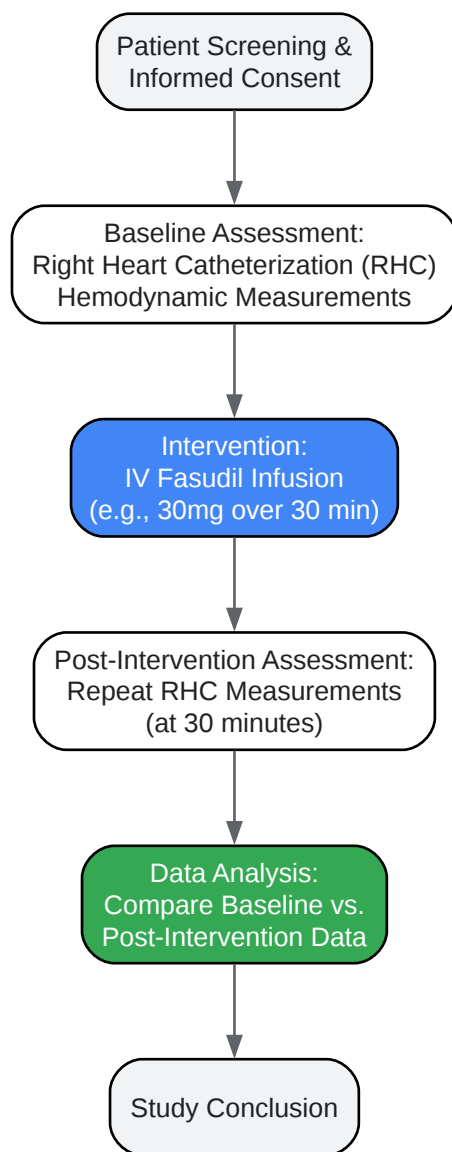 Patient Screening &
Informed Consent
Baseline Assessment:
Right Heart Catheterization (RHC)
Hemodynamic Measurements
Intervention:
IV Fasudil Infusion
(e.g., 30mg over 30 min)
Post-Intervention Assessment:
Repeat RHC Measurements
(at 30 minutes)
Data Analysis:
Compare Baseline vs.
Post-Intervention Data
Study Conclusion